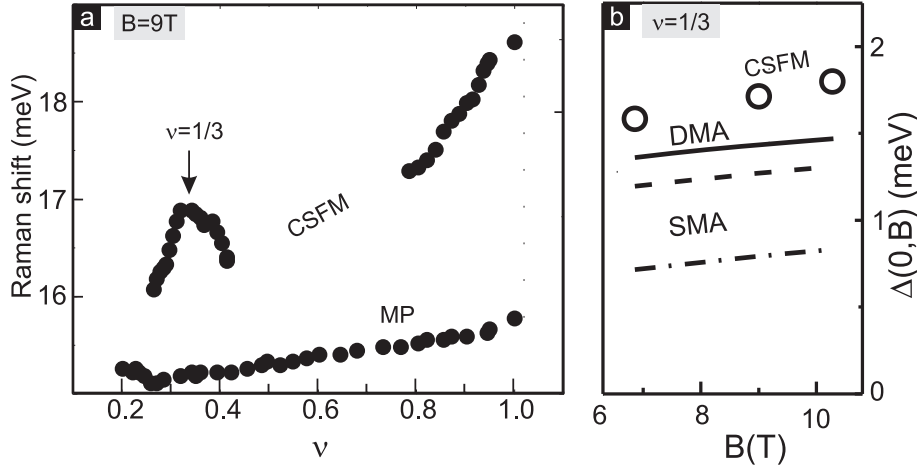 a
B=9T
Raman shift (meV)
18
17
16
15
ν=1/3
CSFM
MP
0.2
0.4
0.6
0.8
1.0
ν
b
ν=1/3
CSFM
DMA
SMA
2
1
0
Δ(0,B) (meV)
6
8
10
B(T)